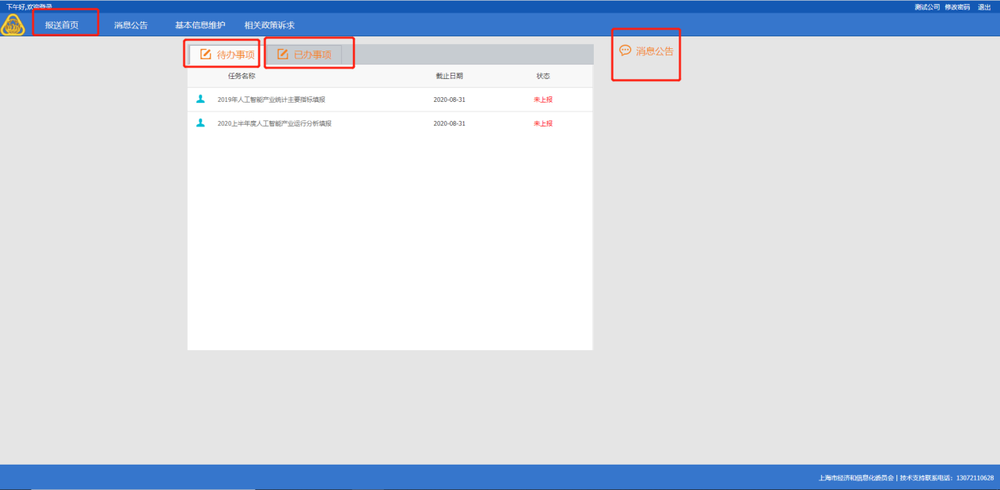 下午好,欢迎登录
测试公司 修改密码 退出
报送首页 消息公告 基本信息维护 相关政策诉求
待办事项 已办事项 消息公告
任务名称 截止日期 状态
2019年人工智能产业统计主要指标填报 2020-08-31 未上报
2020上半年度人工智能产业运行分析填报 2020-08-31 未上报
上海市经济和信息化委员会 | 技术支持联系电话：13072110628